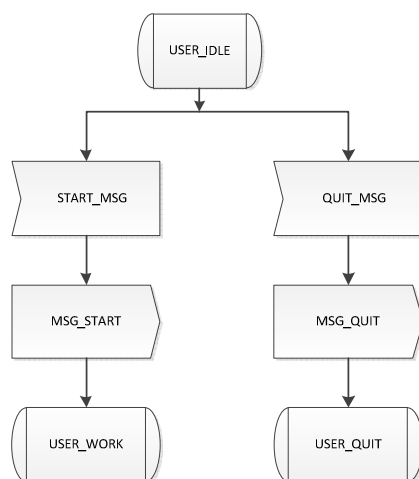 USER_IDLE
START_MSG
QUIT_MSG
MSG_START
MSG_QUIT
USER_WORK
USER_QUIT